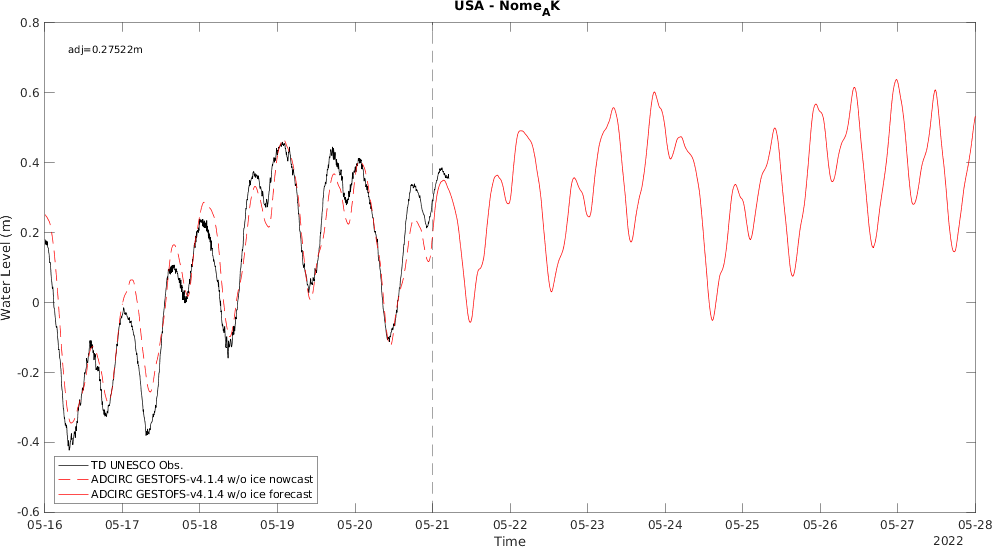 USA - Nome_AK
adj=0.27522m
0.8
0.6
0.4
0.2
0
-0.2
-0.4
-0.6
Water Level (m)
TD UNESCO Obs.
ADCIRC GESTOFS-v4.1.4 w/o ice nowcast
ADCIRC GESTOFS-v4.1.4 w/o ice forecast
05-16 05-17 05-18 05-19 05-20 05-21 05-22 05-23 05-24 05-25 05-26 05-27 05-28
Time
2022